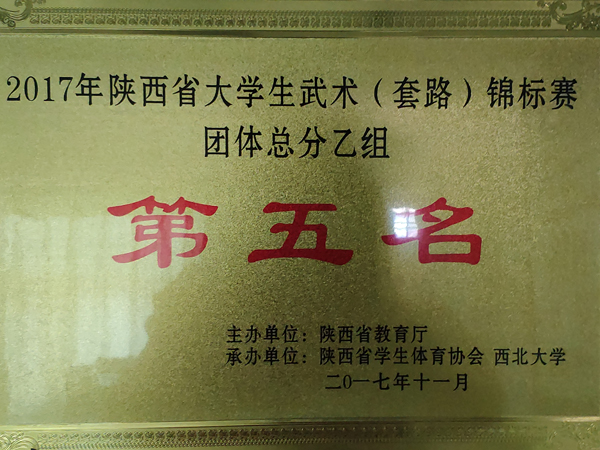 2017年陕西省大学生武术（套路）锦标赛
团体总分乙组
第五名
主办单位：陕西省教育厅
承办单位：陕西省学生体育协会 西北大学
二〇一七年十一月